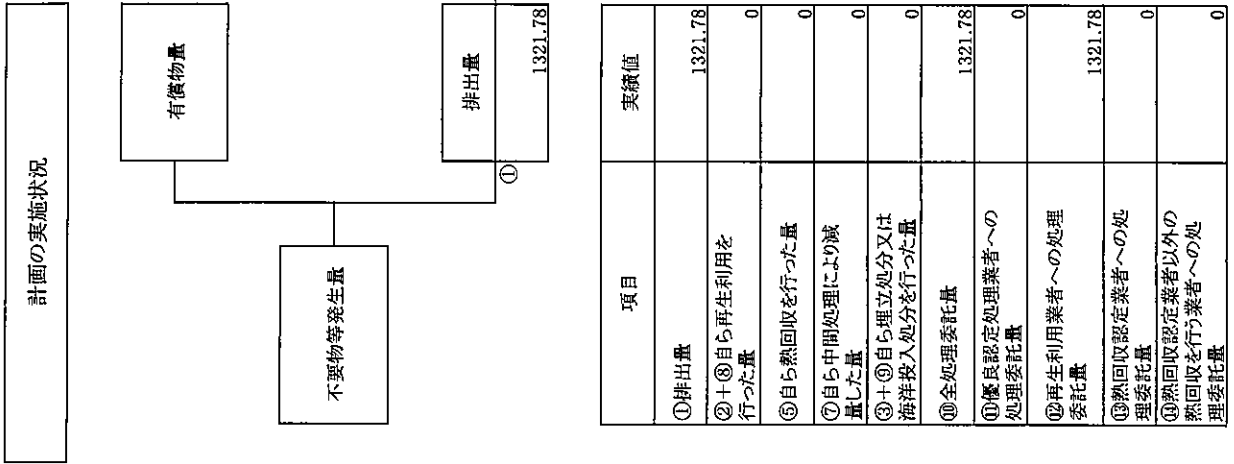 計画の実施状況
有償物量
不要物等発生量
排出量
①
1321.78
項目
実績値
①排出量
1321.78
②+⑧自ら再生利用を
行った量
0
⑤自ら熱回収を行った量
0
⑦自ら中間処理により減
量した量
0
③+⑨自ら埋立処分又は
海洋投入処分を行った量
0
⑩全処理委託量
1321.78
⑪優良認定処理業者への
処理委託量
0
⑫再生利用業者への処理
委託量
1321.78
⑬熱回収認定業者への処
理委託量
0
⑭熱回収認定業者以外の
熱回収を行う業者への処
理委託量
0